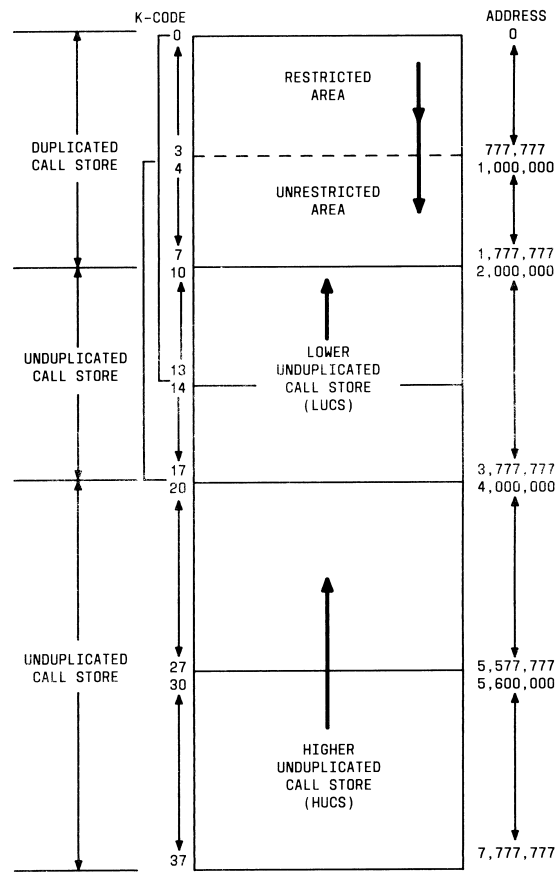 K-CODE
ADDRESS
0
0
RESTRICTED
AREA
DUPLICATED
CALL STORE
3
777,777
4
1,000,000
UNRESTRICTED
AREA
7
1,777,777
10
2,000,000
UNDUPLICATED
CALL STORE
LOWER
UNDUPLICATED
CALL STORE
(LUCS)
13
14
17
3,777,777
20
4,000,000
UNDUPLICATED
CALL STORE
27
5,577,777
30
5,600,000
HIGHER
UNDUPLICATED
CALL STORE
(HUCS)
37
7,777,777